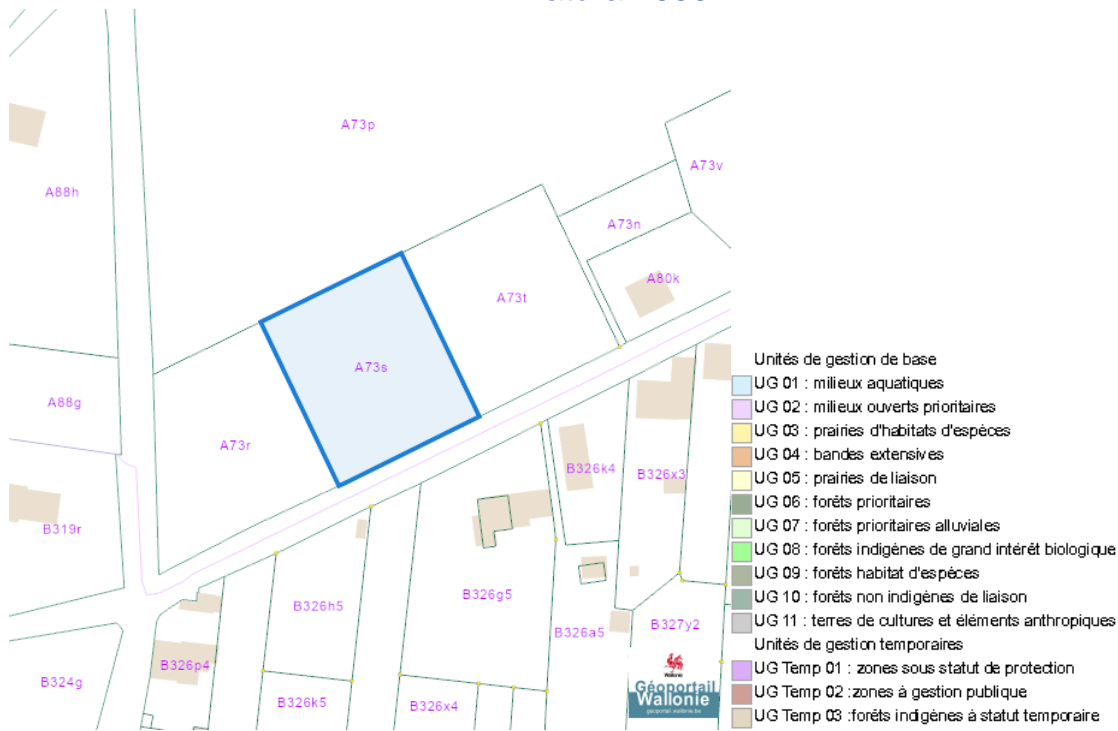 A73p
A88h
A73v
A73n
A80k
A73t
A73s
A88g
A73r
B326k4
B326x3
B319r
B326h5
B326g5
B326a5
B327y2
B326p4
B324g
B326k5
B326x4
Wallonie
Géoportail
Wallonie
geoportail.wallonie.be
Unités de gestion de base
UG 01 : milieux aquatiques
UG 02 : milieux ouverts prioritaires
UG 03 : prairies d'habitats d'espèces
UG 04 : bandes extensives
UG 05 : prairies de liaison
UG 06 : forêts prioritaires
UG 07 : forêts prioritaires alluviales
UG 08 : forêts indigènes de grand intérêt biologique
UG 09 : forêts habitat d'espèces
UG 10 : forêts non indigènes de liaison
UG 11 : terres de cultures et éléments anthropiques
Unités de gestion temporaires
UG Temp 01 : zones sous statut de protection
UG Temp 02 :zones à gestion publique
UG Temp 03 :forêts indigènes à statut temporaire